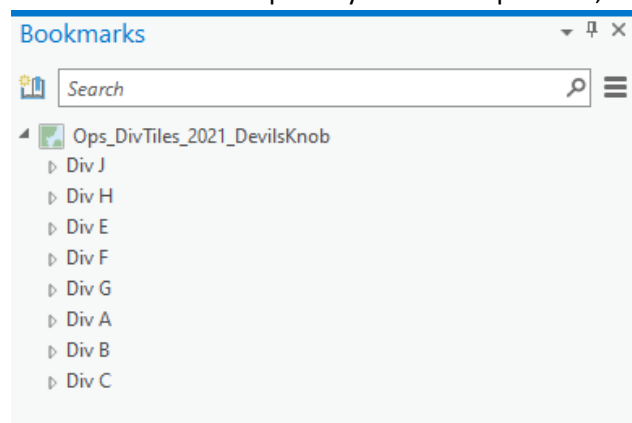 Bookmarks
Search
Ops_DivTiles_2021_DevilsKnob
Div J
Div H
Div E
Div F
Div G
Div A
Div B
Div C